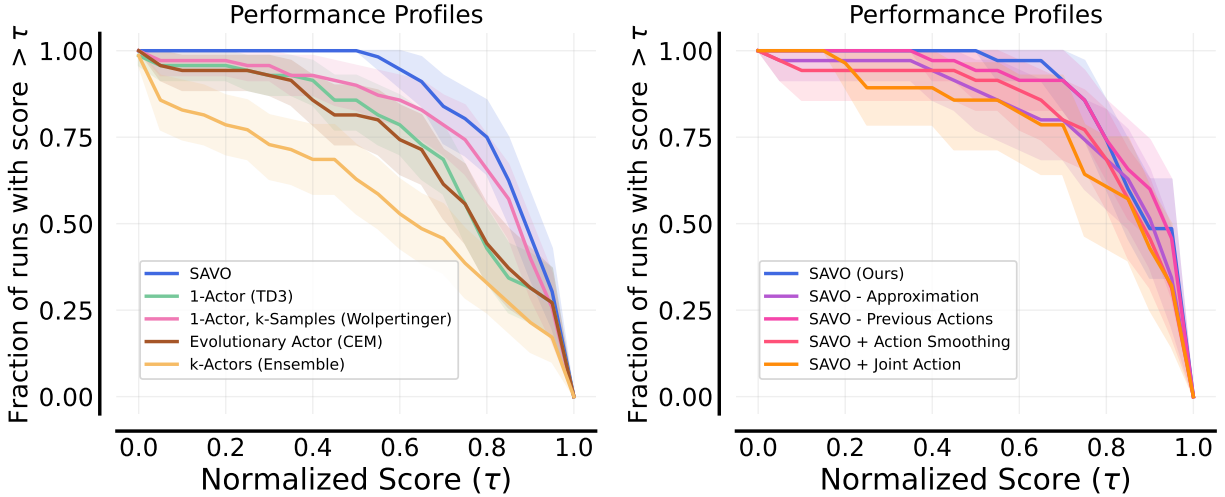 Performance Profiles
Fraction of runs with score > τ
1.00
0.75
0.50
0.25
0.00
SAVO
1-Actor (TD3)
1-Actor, k-Samples (Wolpertinger)
Evolutionary Actor (CEM)
k-Actors (Ensemble)
0.0 0.2 0.4 0.6 0.8 1.0
Normalized Score (τ)
Performance Profiles
Fraction of runs with score > τ
1.00
0.75
0.50
0.25
0.00
SAVO (Ours)
SAVO - Approximation
SAVO - Previous Actions
SAVO + Action Smoothing
SAVO + Joint Action
0.0 0.2 0.4 0.6 0.8 1.0
Normalized Score (τ)